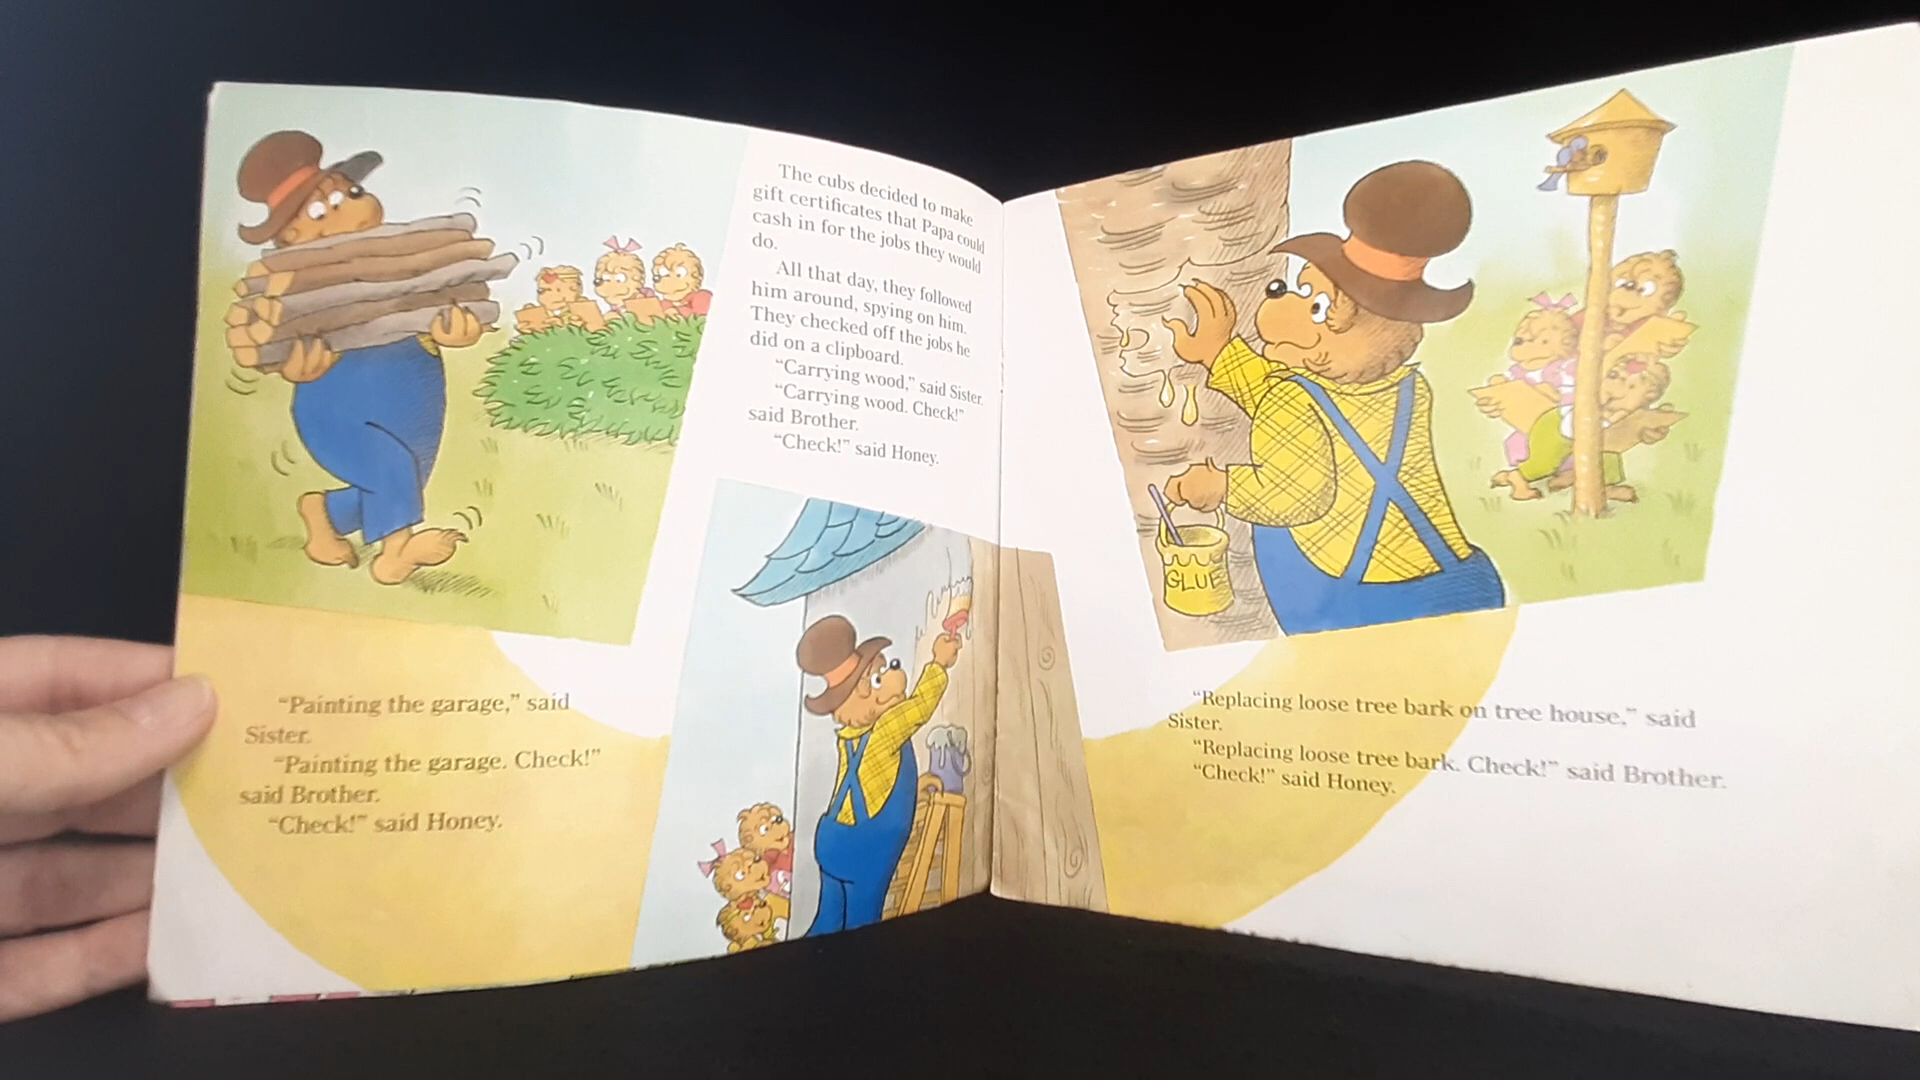 The cubs decided to make
gift certificates that Papa could
cash in for the jobs they would
do.
All that day, they followed
him around, spying on him.
They checked off the jobs he
did on a clipboard.
“Carrying wood,” said Sister.
“Carrying wood. Check!”
said Brother.
“Check!” said Honey.
“Painting the garage,” said
Sister.
“Painting the garage. Check!”
said Brother.
“Check!” said Honey.
GLUE
“Replacing loose tree bark on tree house,” said
Sister.
“Replacing loose tree bark. Check!” said Brother.
“Check!” said Honey.